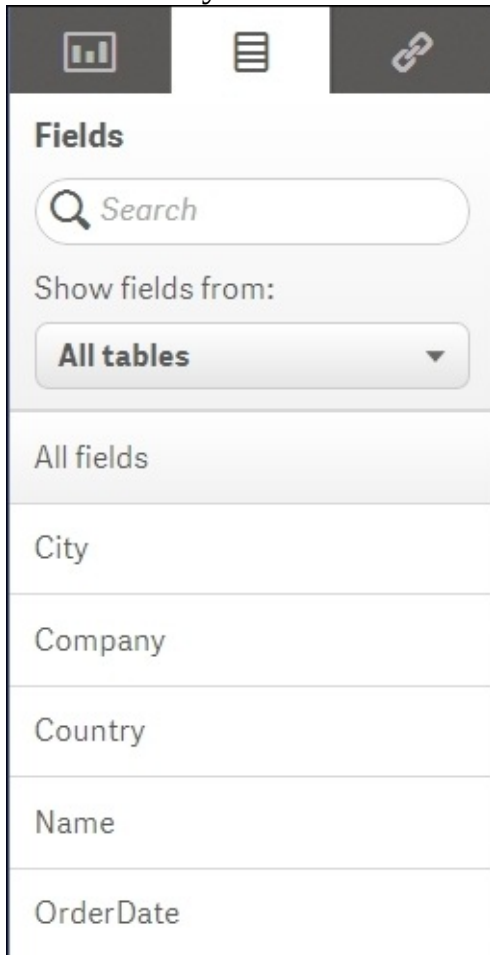 Fields
Search
Show fields from:
All tables
All fields
City
Company
Country
Name
OrderDate